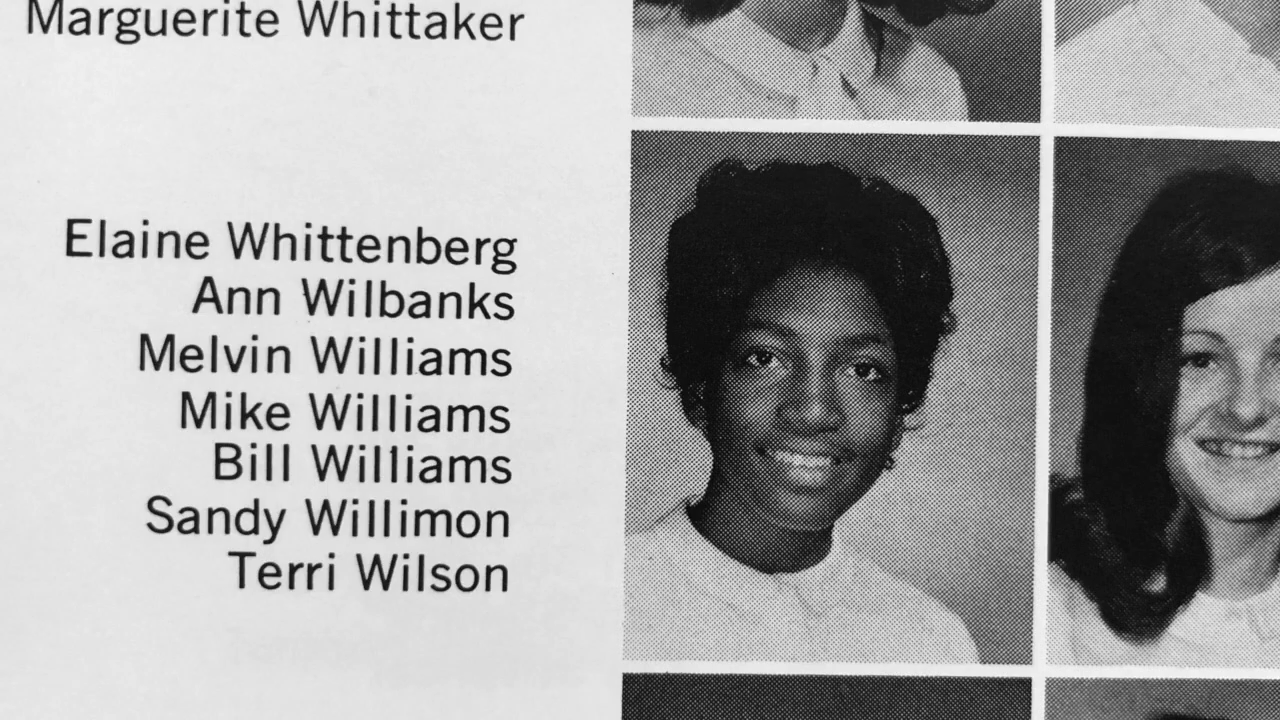 Marguerite Whittaker
Elaine Whittenberg
Ann Wilbanks
Melvin Williams
Mike Williams
Bill Williams
Sandy Willimon
Terri Wilson